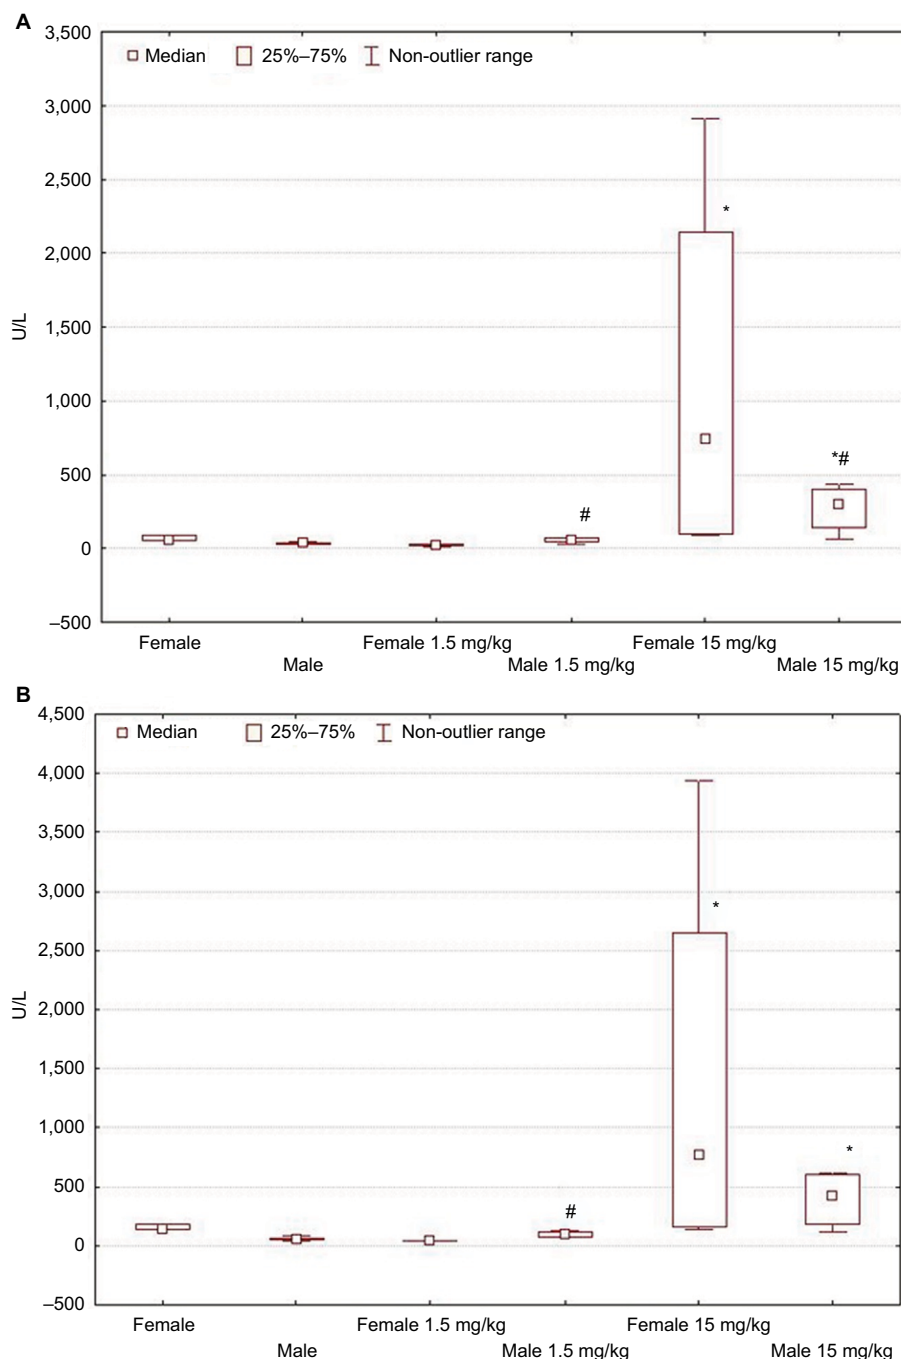 A
3,500
Median 25%–75% Non-outlier range
3,000
2,500
*
2,000
U/L
1,500
1,000
*#
500
#
0
–500
Female Female 1.5 mg/kg Female 15 mg/kg
Male Male 1.5 mg/kg Male 15 mg/kg
B
4,500
Median 25%–75% Non-outlier range
4,000
3,500
3,000
*
2,500
U/L
2,000
1,500
1,000
*
500
#
0
–500
Female Female 1.5 mg/kg Female 15 mg/kg
Male Male 1.5 mg/kg Male 15 mg/kg